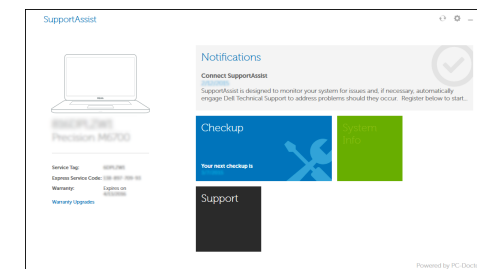 SupportAssist
Notifications
Connect SupportAssist
SupportAssist is designed to monitor your system for issues and, if necessary, automatically
engage Dell Technical Support to address problems should they occur. Register below to start...
Precision M6700
Checkup
System
Info
Service Tag:
Express Service Code:
Warranty: Expires on
Warranty Upgrades
Your next checkup is
Support
Powered by PC-Docto